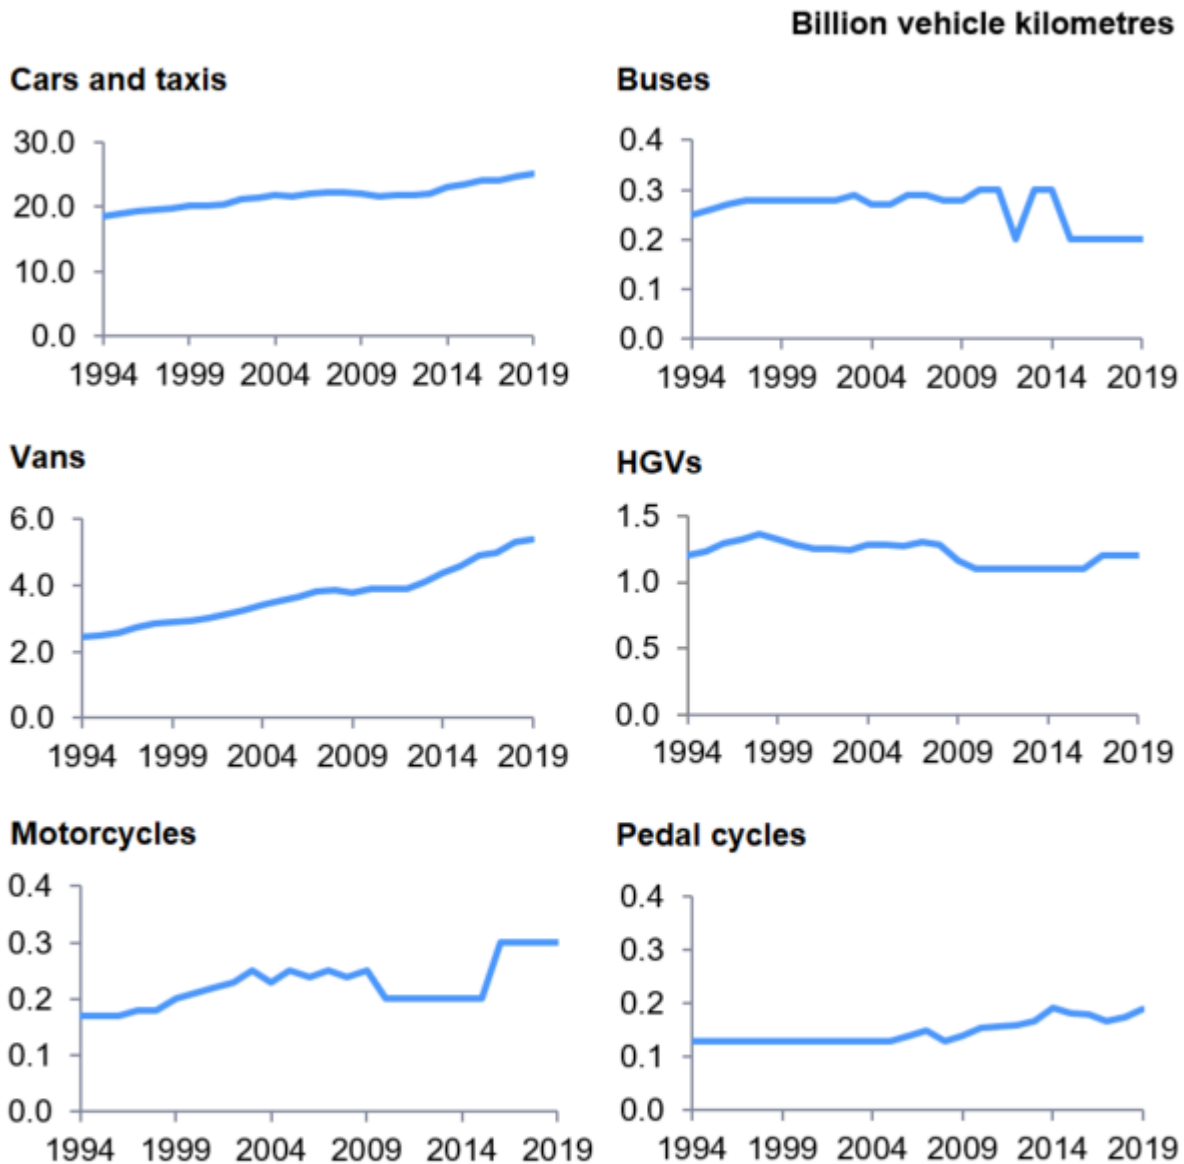 Billion vehicle kilometres
Cars and taxis
30.0
20.0
10.0
0.0
1994 1999 2004 2009 2014 2019
Buses
0.4
0.3
0.2
0.1
0.0
1994 1999 2004 2009 2014 2019
Vans
6.0
4.0
2.0
0.0
1994 1999 2004 2009 2014 2019
HGVs
1.5
1.0
0.5
0.0
1994 1999 2004 2009 2014 2019
Motorcycles
0.4
0.3
0.2
0.1
0.0
1994 1999 2004 2009 2014 2019
Pedal cycles
0.4
0.3
0.2
0.1
0.0
1994 1999 2004 2009 2014 2019